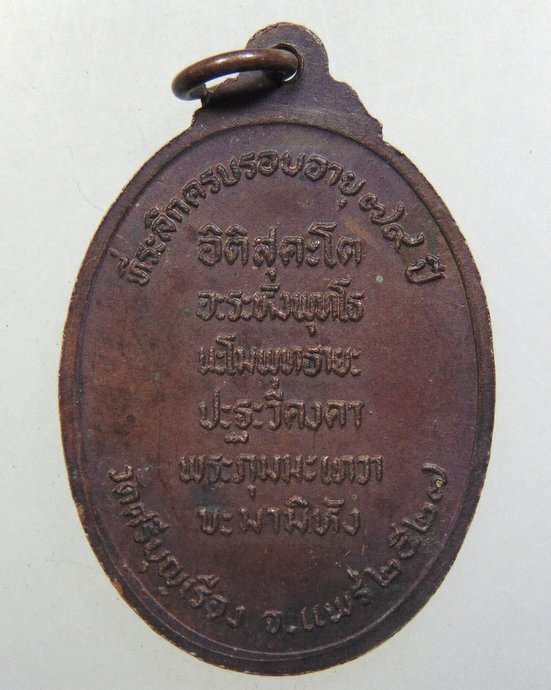 ที่ระลึกครบรอบอายุ ๗๙ ปี
อิติสุคะโต
อะระหังพุทโธ
นะโมพุทธายะ
ปะฐะวีคงคา
พระภุมมะเทวา
ขะมามิหัง
วัดศรีบุญเรือง จ.แพร่ ๒๕๒๗